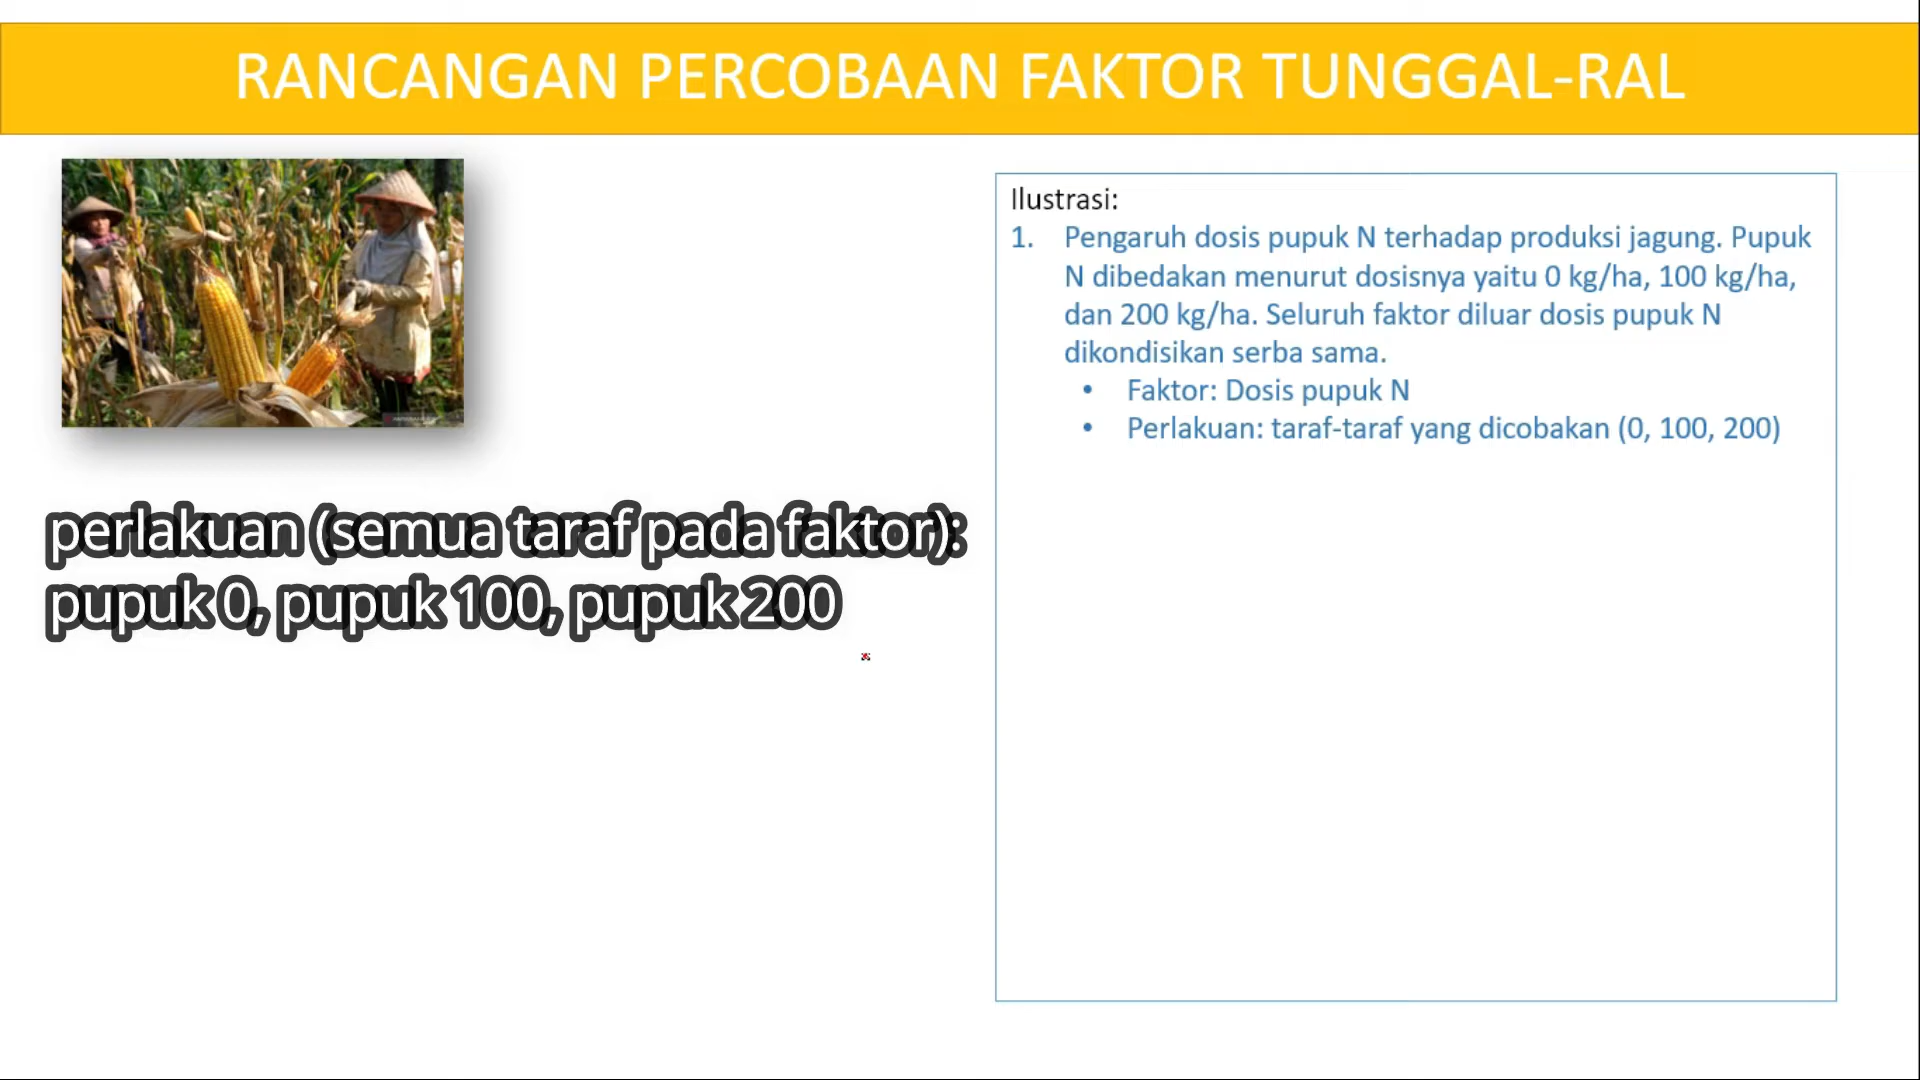 RANCANGAN PERCOBAAN FAKTOR TUNGGAL-RAL
perlakuan (semua taraf pada faktor):
pupuk 0, pupuk 100, pupuk 200
Ilustrasi:
1. Pengaruh dosis pupuk N terhadap produksi jagung. Pupuk
N dibedakan menurut dosisnya yaitu 0 kg/ha, 100 kg/ha,
dan 200 kg/ha. Seluruh faktor diluar dosis pupuk N
dikondisikan serba sama.
• Faktor: Dosis pupuk N
• Perlakuan: taraf-taraf yang dicobakan (0, 100, 200)